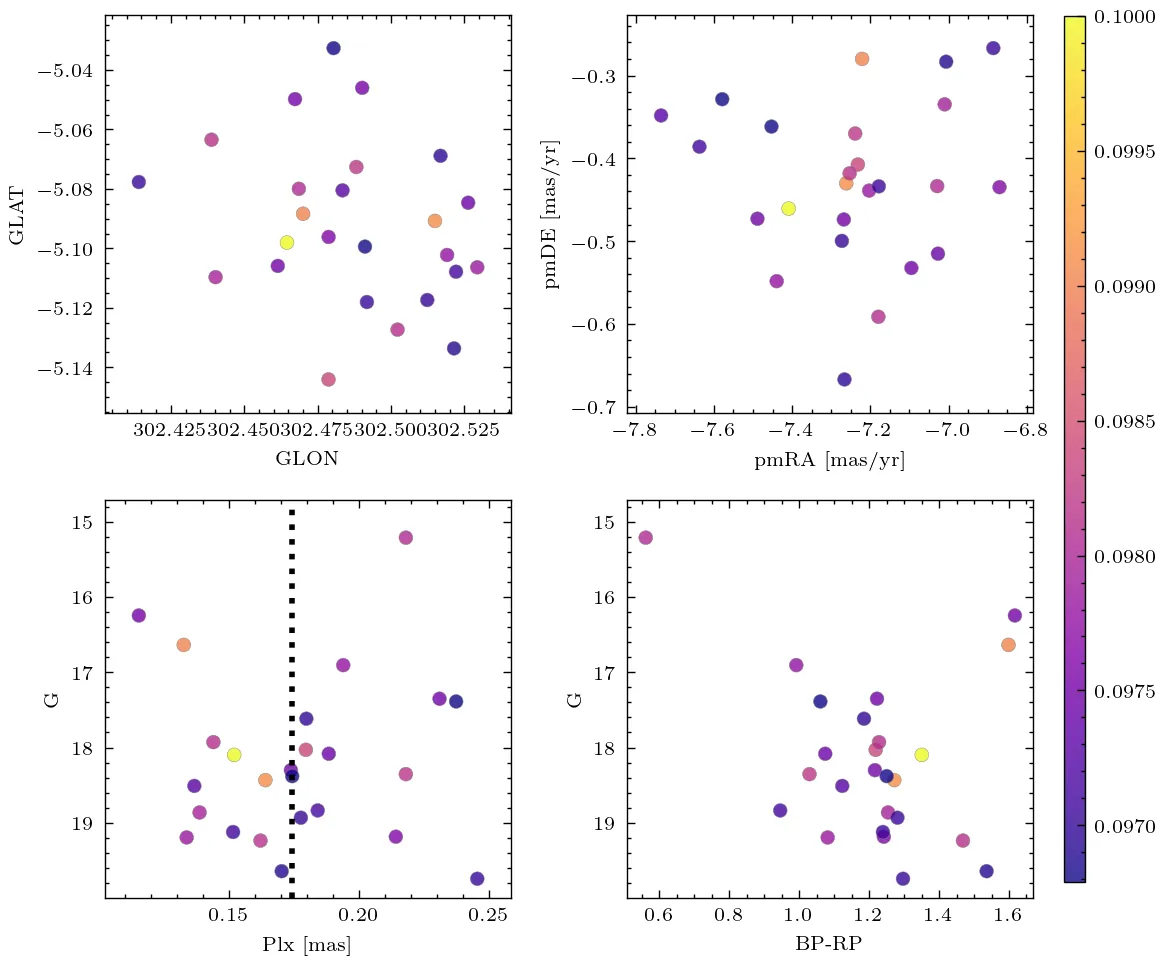 −5.04
−5.06
−5.08
−5.10
−5.12
−5.14
GLAT
302.425 302.450 302.475 302.500 302.525
GLON
−0.3
−0.4
−0.5
−0.6
−0.7
pmDE [mas/yr]
−7.8 −7.6 −7.4 −7.2 −7.0 −6.8
pmRA [mas/yr]
0.1000
0.0995
0.0990
0.0985
0.0980
0.0975
0.0970
15
16
17
18
19
G
0.15 0.20 0.25
Plx [mas]
15
16
17
18
19
G
0.6 0.8 1.0 1.2 1.4 1.6
BP-RP